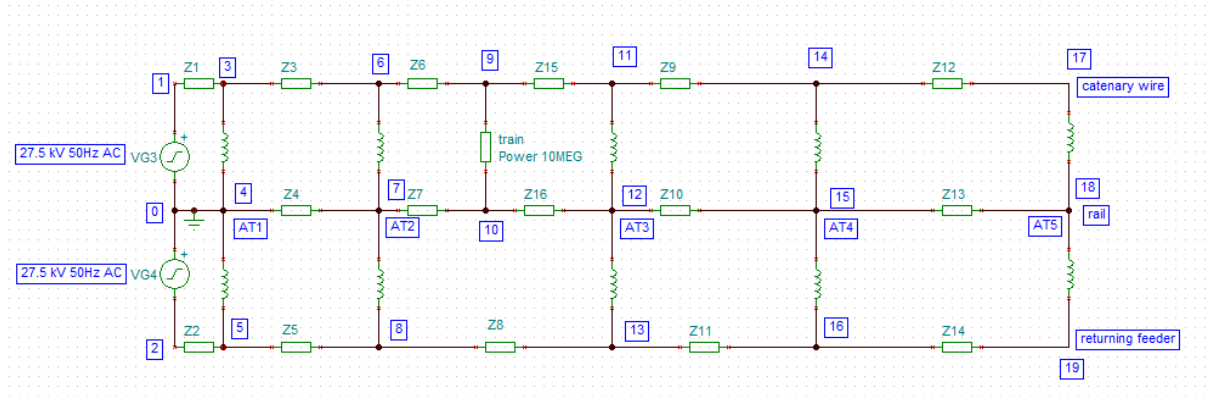 1
Z1
3
Z3
6
Z6
9
Z15
11
Z9
14
Z12
17
catenary wire
27.5 kV 50Hz AC
VG3
+
train
Power 10MEG
0
4
AT1
Z4
7
AT2
Z7
10
Z16
12
AT3
Z10
15
AT4
Z13
AT5
18
rail
27.5 kV 50Hz AC
VG4
+
2
Z2
5
Z5
8
Z8
13
Z11
16
Z14
returning feeder
19